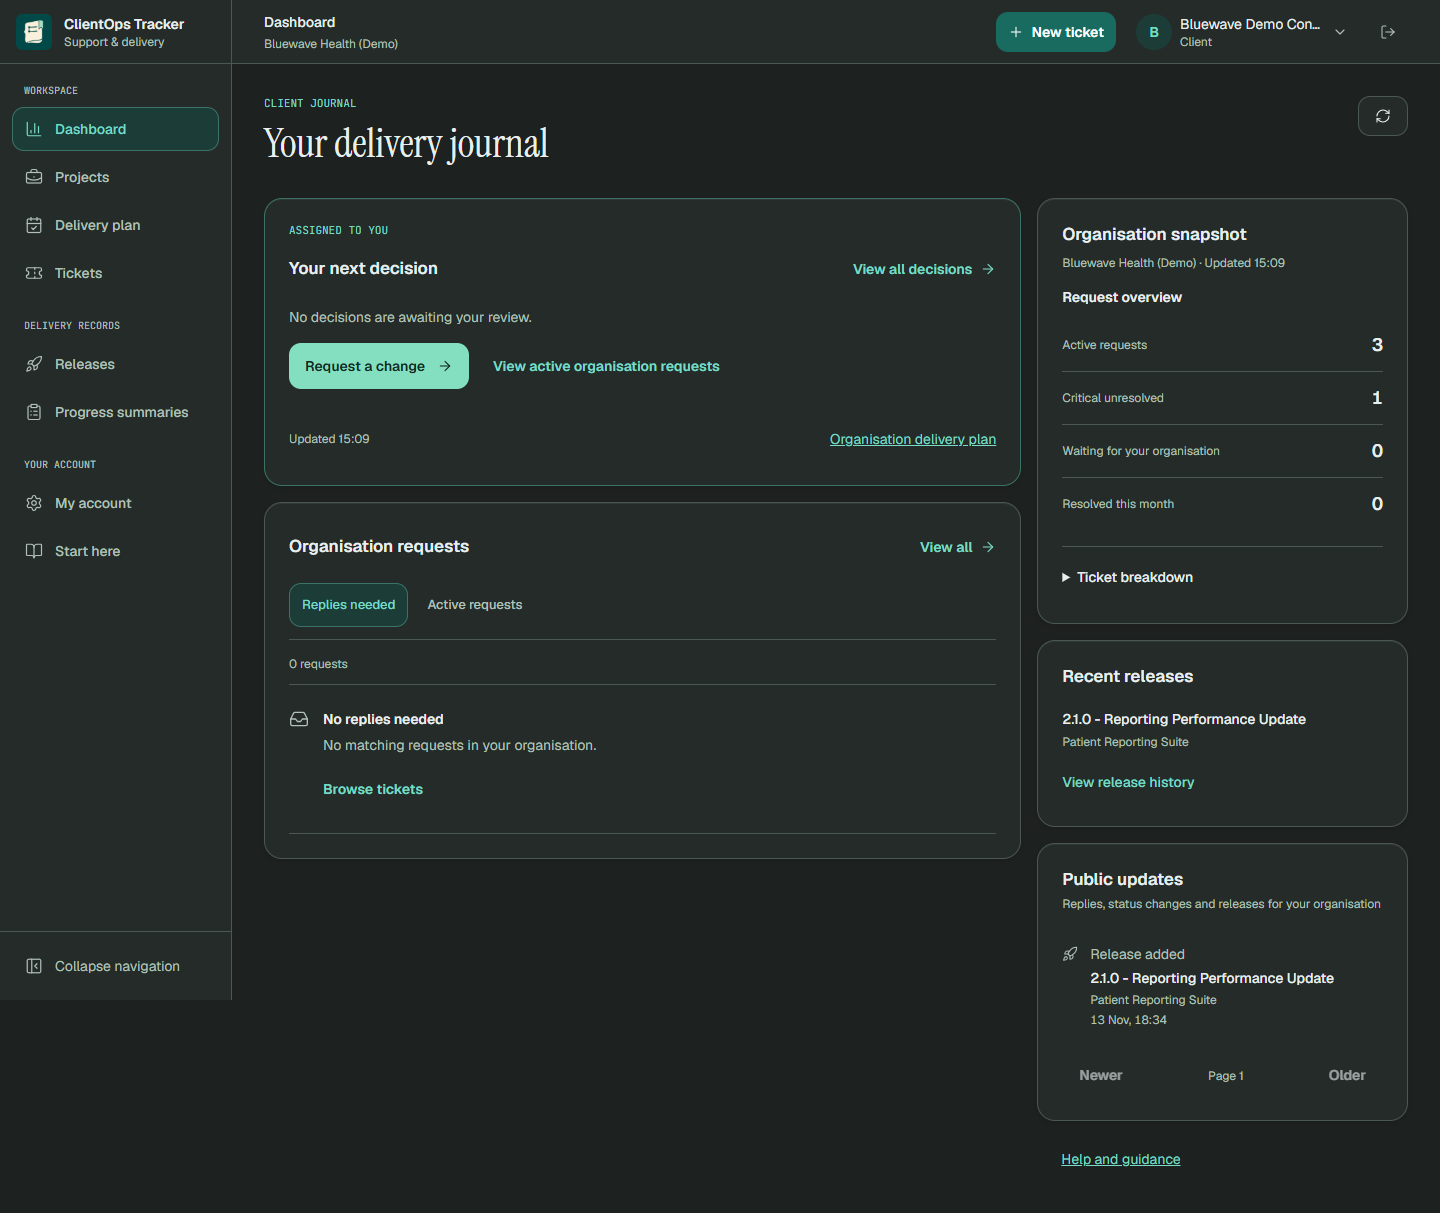 ClientOps Tracker
Support & delivery
Dashboard
Bluewave Health (Demo)
New ticket
B
Bluewave Demo Con...
Client
WORKSPACE
Dashboard
Projects
Delivery plan
Tickets
DELIVERY RECORDS
Releases
Progress summaries
YOUR ACCOUNT
My account
Start here
Collapse navigation
CLIENT JOURNAL
Your delivery journal
ASSIGNED TO YOU
Your next decision
View all decisions
No decisions are awaiting your review.
Request a change
View active organisation requests
Updated 15:09
Organisation delivery plan
Organisation requests
View all
Replies needed
Active requests
0 requests
No replies needed
No matching requests in your organisation.
Browse tickets
Organisation snapshot
Bluewave Health (Demo) · Updated 15:09
Request overview
Active requests 3
Critical unresolved 1
Waiting for your organisation 0
Resolved this month 0
Ticket breakdown
Recent releases
2.1.0 - Reporting Performance Update
Patient Reporting Suite
View release history
Public updates
Replies, status changes and releases for your organisation
Release added
2.1.0 - Reporting Performance Update
Patient Reporting Suite
13 Nov, 18:34
Newer
Page 1
Older
Help and guidance